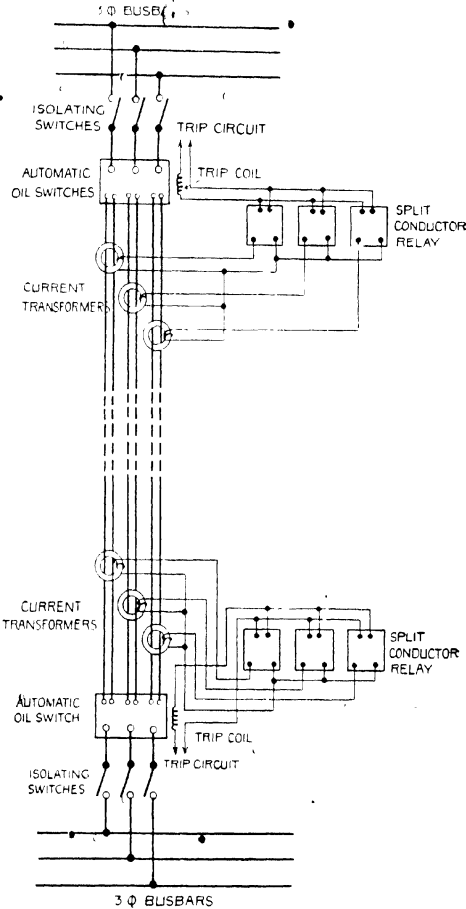 3 Φ BUSB
ISOLATING
SWITCHES
TRIP CIRCUIT
AUTOMATIC
OIL SWITCHES
TRIP COIL
SPLIT
CONDUCTOR
RELAY
CURRENT
TRANSFORMERS
CURRENT
TRANSFORMERS
SPLIT
CONDUCTOR
RELAY
AUTOMATIC
OIL SWITCH
TRIP COIL
TRIP CIRCUIT
ISOLATING
SWITCHES
3 Φ BUSBARS